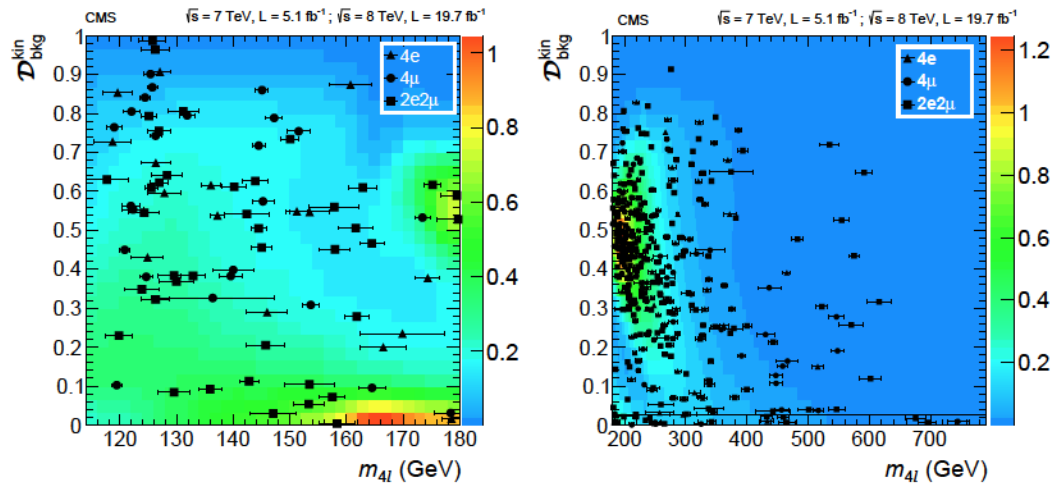 CMS √s = 7 TeV, L = 5.1 fb⁻¹ ; √s = 8 TeV, L = 19.7 fb⁻¹
𝒟ᵏⁱⁿ_bkg
1
0.9
0.8
0.7
0.6
0.5
0.4
0.3
0.2
0.1
0
4e
4μ
2e2μ
1
0.8
0.6
0.4
0.2
120 130 140 150 160 170 180
m₄ₗ (GeV)
CMS √s = 7 TeV, L = 5.1 fb⁻¹ ; √s = 8 TeV, L = 19.7 fb⁻¹
𝒟ᵏⁱⁿ_bkg
1
0.9
0.8
0.7
0.6
0.5
0.4
0.3
0.2
0.1
0
4e
4μ
2e2μ
1.2
1
0.8
0.6
0.4
0.2
200 300 400 500 600 700
m₄ₗ (GeV)